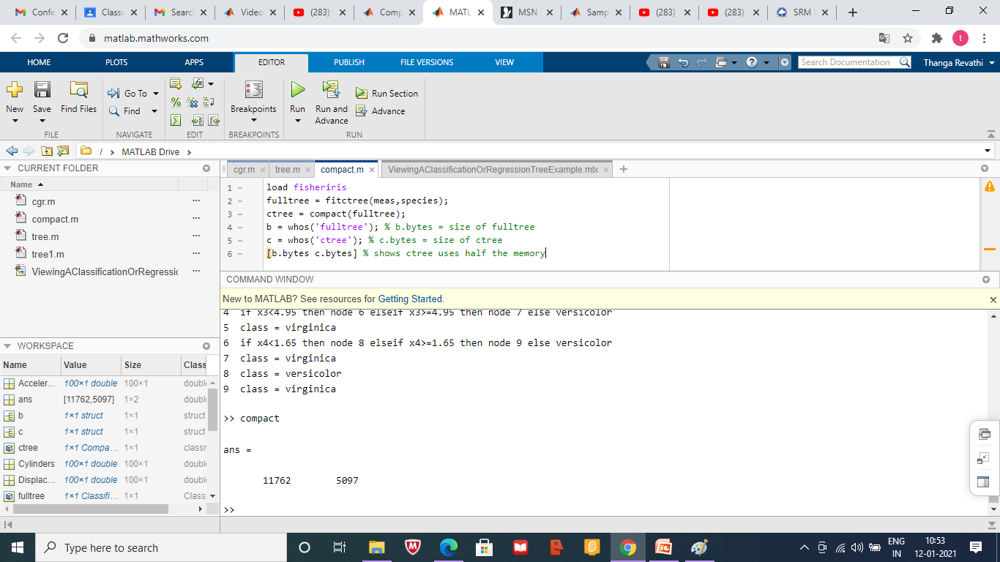 Confe
Classv
Search
Video
(283)
Comp
MATL
MSN
Samp
(283)
(283)
SRM
matlab.mathworks.com
t
HOME PLOTS APPS EDITOR PUBLISH FILE VERSIONS VIEW
Search Documentation
Thanga Revathi
New Save Find Files
Go To
Find
Breakpoints
Run
Run and Advance
Run Section
Advance
FILE NAVIGATE EDIT BREAKPOINTS RUN
/ MATLAB Drive
CURRENT FOLDER
Name
cgr.m
compact.m
tree.m
tree1.m
ViewingAClassificationOrRegressic
cgr.m tree.m compact.m ViewingAClassificationOrRegressionTreeExample.mlx
1 – load fisheriris
2 – fulltree = fitctree(meas,species);
3 – ctree = compact(fulltree);
4 – b = whos('fulltree'); % b.bytes = size of fulltree
5 – c = whos('ctree'); % c.bytes = size of ctree
6 – [b.bytes c.bytes] % shows ctree uses half the memory
COMMAND WINDOW
New to MATLAB? See resources for Getting Started.
4 if x3<4.95 then node 6 elseif x3>=4.95 then node 7 else versicolor
5 class = virginica
6 if x4<1.65 then node 8 elseif x4>=1.65 then node 9 else versicolor
7 class = virginica
8 class = versicolor
9 class = virginica
>> compact
ans =
11762 5097
>>
WORKSPACE
Name Value Size Class
Acceler... 100×1 double 100×1 doubl
ans [11762,5097] 1×2 doubl
b 1×1 struct 1×1 struct
c 1×1 struct 1×1 struct
ctree 1×1 Compa... 1×1 classr
Cylinders 100×1 double 100×1 doubl
Displac... 100×1 double 100×1 doubl
fulltree 1×1 Classifi... 1×1 Classi
Type here to search
ENG
IN
10:53
12-01-2021